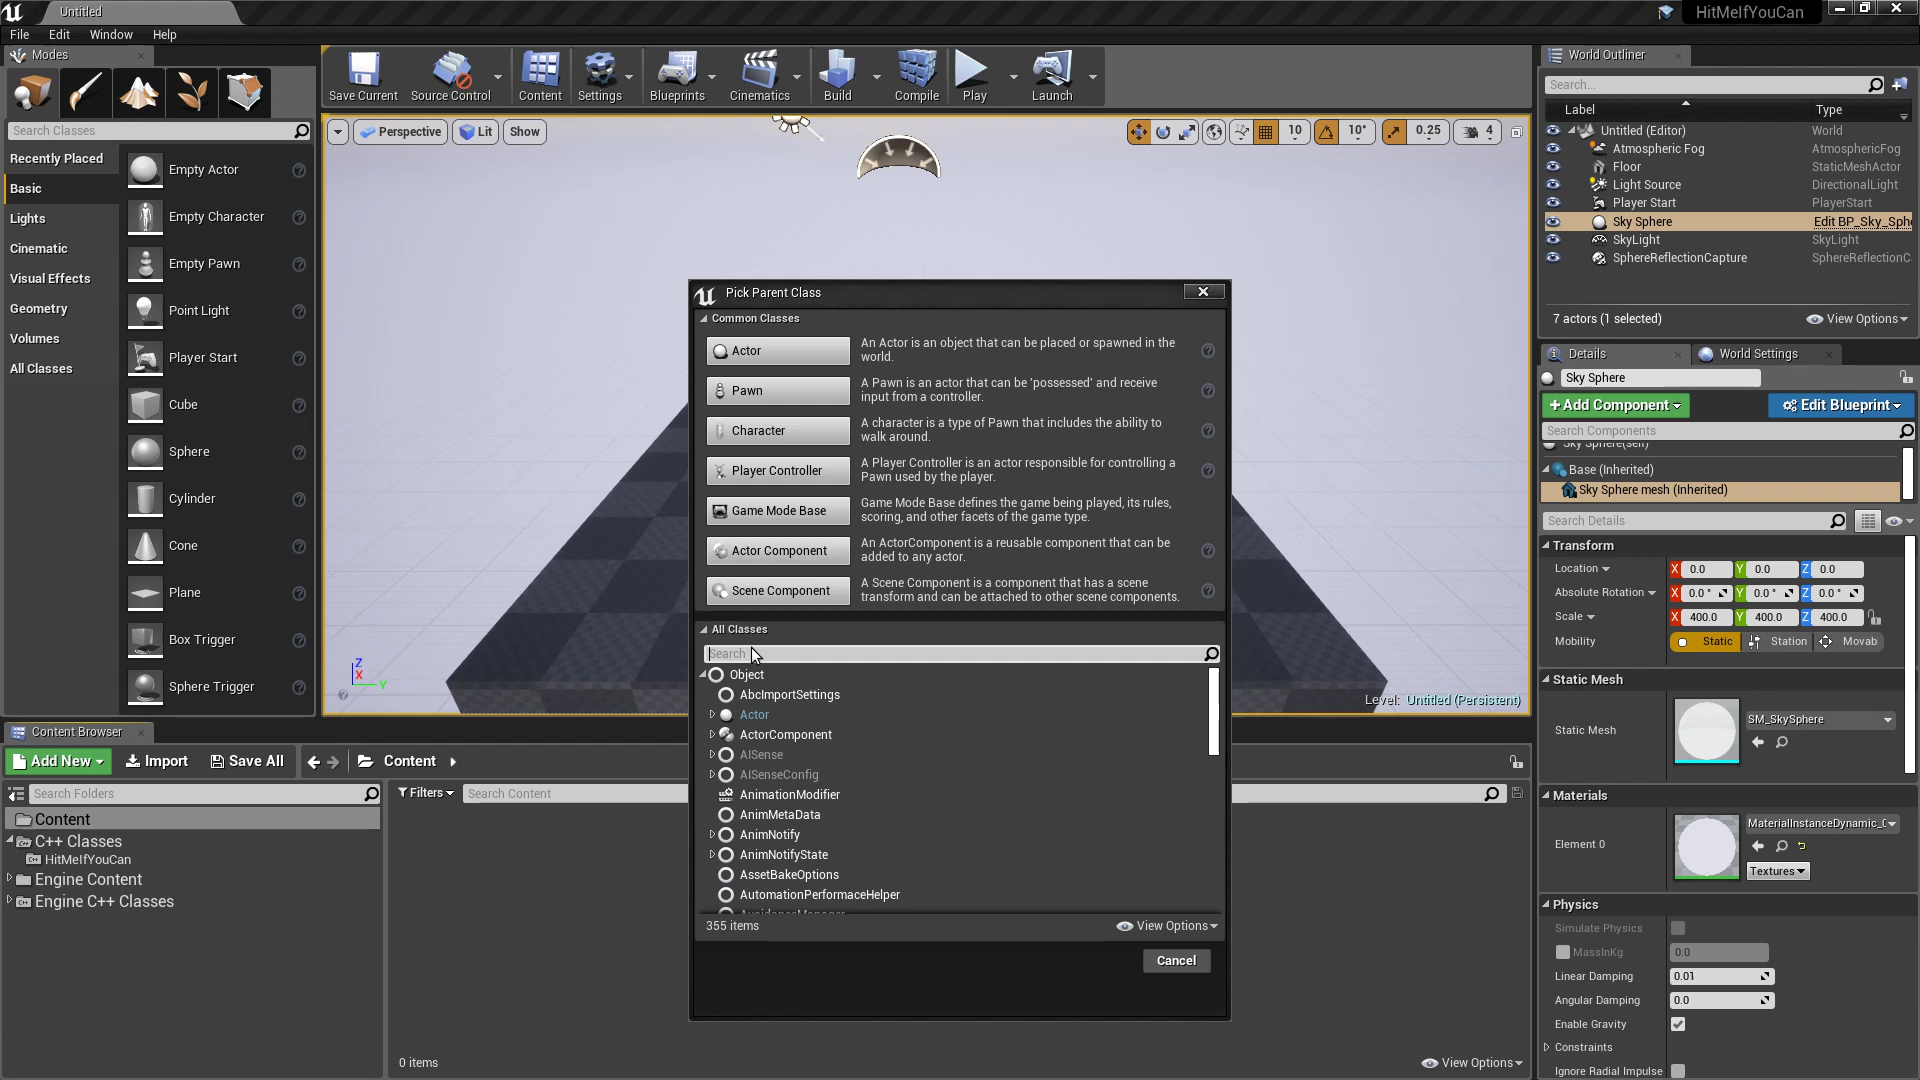 Untitled
HitMeIfYouCan
File Edit Window Help
Modes
Search Classes
Recently Placed
Basic
Lights
Cinematic
Visual Effects
Geometry
Volumes
All Classes
Empty Actor
Empty Character
Empty Pawn
Point Light
Player Start
Cube
Sphere
Cylinder
Cone
Plane
Box Trigger
Sphere Trigger
Save Current Source Control Content Settings Blueprints Cinematics Build Compile Play Launch
Perspective Lit Show
10 10° 0.25 4
Z
X
Y
Level: Untitled (Persistent)
Pick Parent Class
Common Classes
Actor
An Actor is an object that can be placed or spawned in the
world.
Pawn
A Pawn is an actor that can be 'possessed' and receive
input from a controller.
Character
A character is a type of Pawn that includes the ability to
walk around.
Player Controller
A Player Controller is an actor responsible for controlling a
Pawn used by the player.
Game Mode Base
Game Mode Base defines the game being played, its rules,
scoring, and other facets of the game type.
Actor Component
An ActorComponent is a reusable component that can be
added to any actor.
Scene Component
A Scene Component is a component that has a scene
transform and can be attached to other scene components.
All Classes
Search
Object
AbcImportSettings
Actor
ActorComponent
AISense
AISenseConfig
AnimationModifier
AnimMetaData
AnimNotify
AnimNotifyState
AssetBakeOptions
AutomationPerformaceHelper
355 items
View Options
Cancel
Content Browser
Add New Import Save All Content
Search Folders
Filters Search Content
Content
C++ Classes
HitMeIfYouCan
Engine Content
Engine C++ Classes
0 items
View Options
World Outliner
Search...
Label Type
Untitled (Editor) World
Atmospheric Fog AtmosphericFog
Floor StaticMeshActor
Light Source DirectionalLight
Player Start PlayerStart
Sky Sphere Edit BP_Sky_Sph
SkyLight SkyLight
SphereReflectionCapture SphereReflectionC
7 actors (1 selected) View Options
Details World Settings
Sky Sphere
+Add Component Edit Blueprint
Search Components
Sky Sphere(self)
Base (Inherited)
Sky Sphere mesh (Inherited)
Search Details
Transform
Location X 0.0 Y 0.0 Z 0.0
Absolute Rotation X 0.0 ° Y 0.0 ° Z 0.0 °
Scale X 400.0 Y 400.0 Z 400.0
Mobility Static Station Movab
Static Mesh
Static Mesh SM_SkySphere
Materials
Element 0 MaterialInstanceDynamic_
Textures
Physics
Simulate Physics
MassInKg 0.0
Linear Damping 0.01
Angular Damping 0.0
Enable Gravity
Constraints
Ignore Radial Impulse